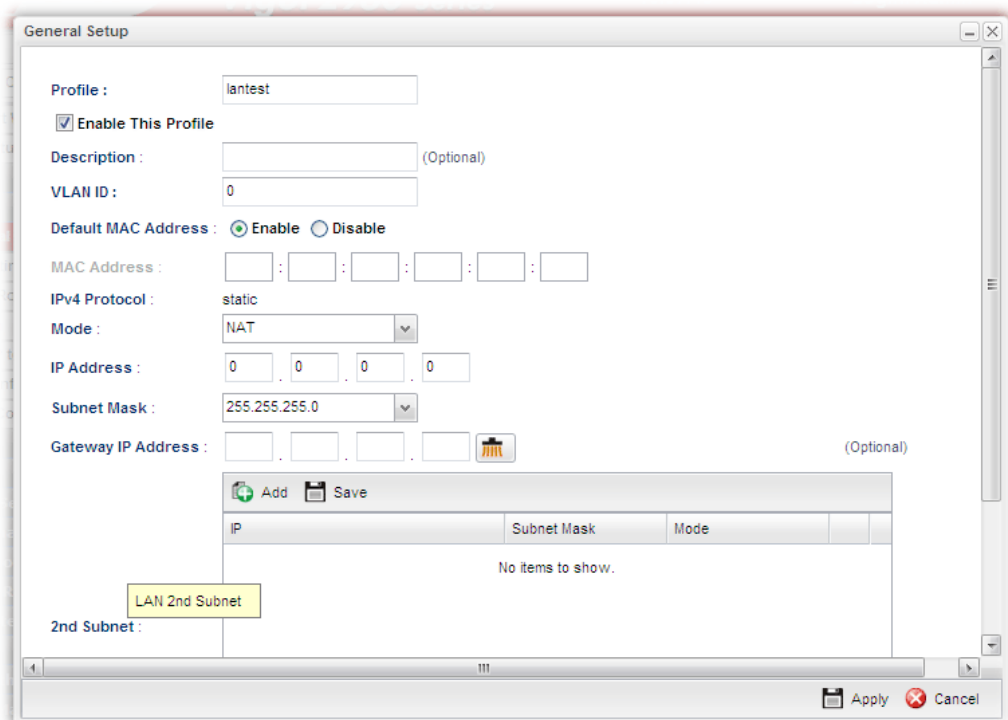 General Setup
Profile : lantest
Enable This Profile
Description : (Optional)
VLAN ID : 0
Default MAC Address : Enable Disable
MAC Address : : : : : :
IPv4 Protocol : static
Mode : NAT
IP Address : 0 . 0 . 0 . 0
Subnet Mask : 255.255.255.0
Gateway IP Address : . . . (Optional)
Add Save
IP Subnet Mask Mode
No items to show.
LAN 2nd Subnet
2nd Subnet :
Apply Cancel